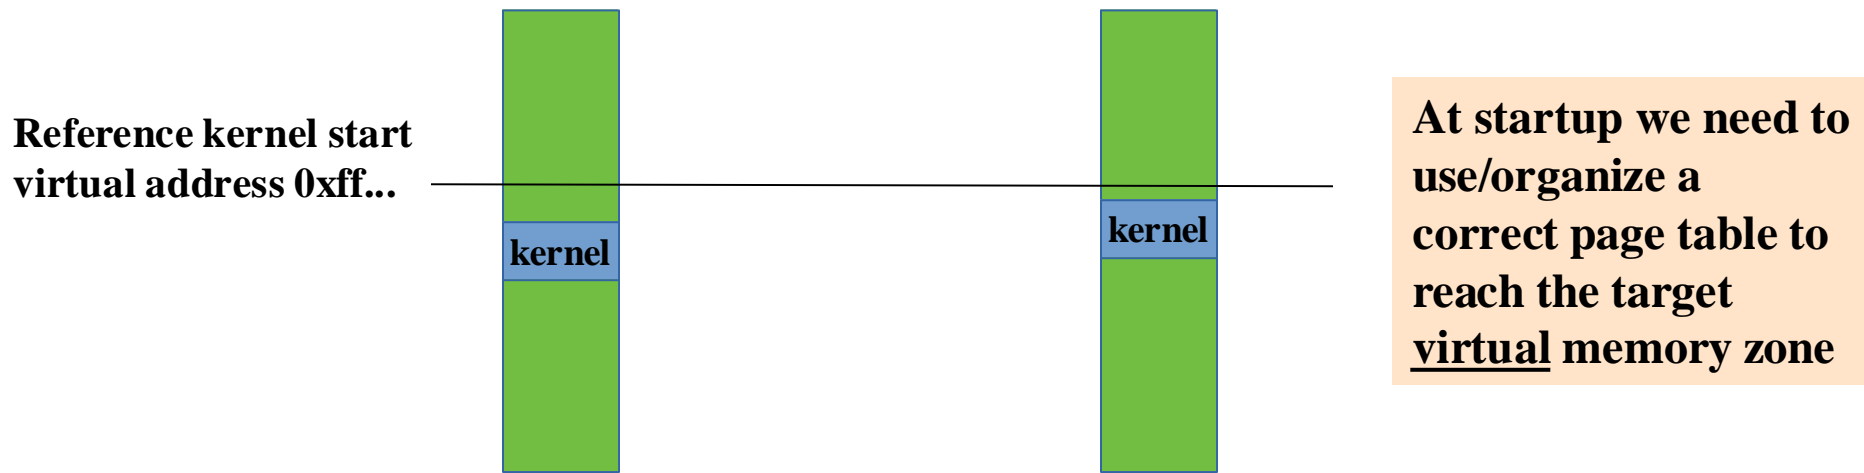 Reference kernel start
virtual address 0xff...
kernel
kernel
At startup we need to
use/organize a
correct page table to
reach the target
virtual memory zone